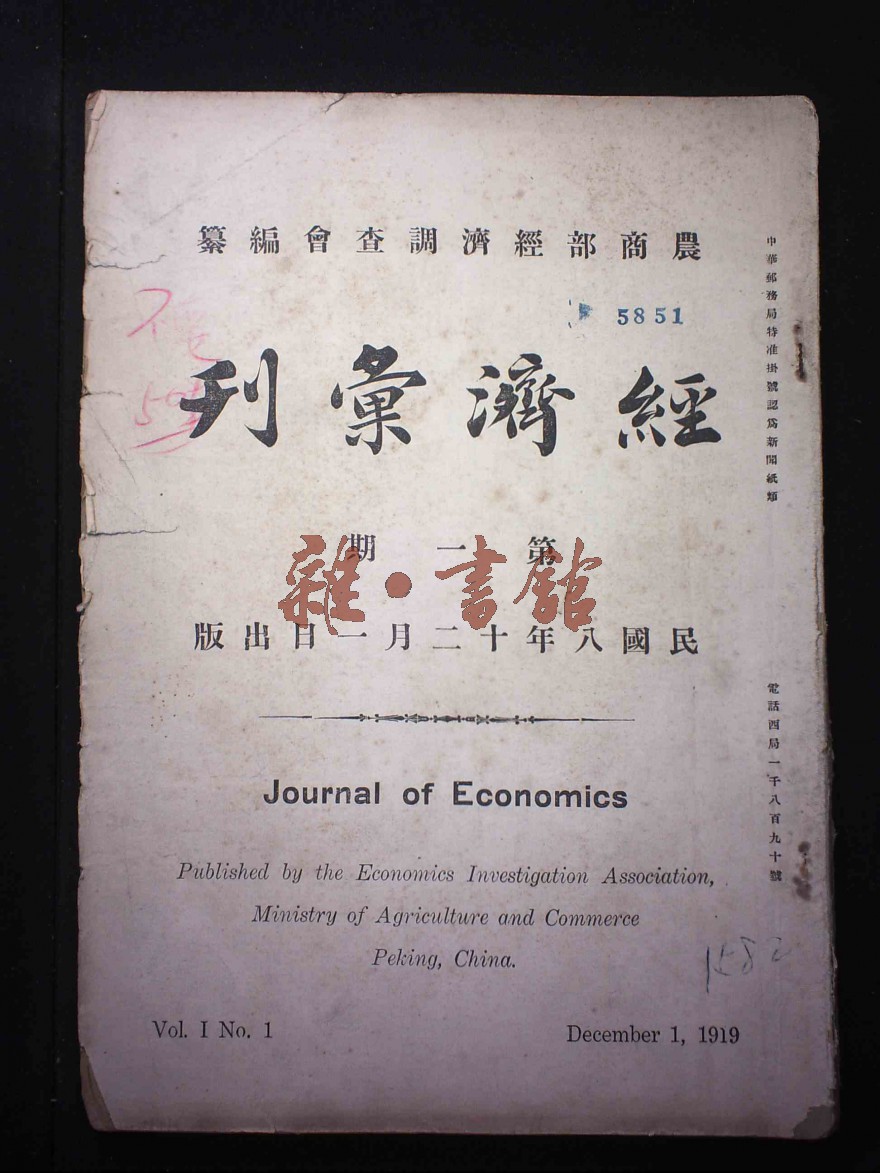 農商部經濟調查會編纂
5851
經濟彙刊
第一期
雜·書館
民國八年十二月一日出版
Journal of Economics
Published by the Economics Investigation Association,
Ministry of Agriculture and Commerce
Peking, China.
Vol. I No. 1
December 1, 1919
中華郵務局特准掛號認爲新聞紙類
電話西局一千八百九十號